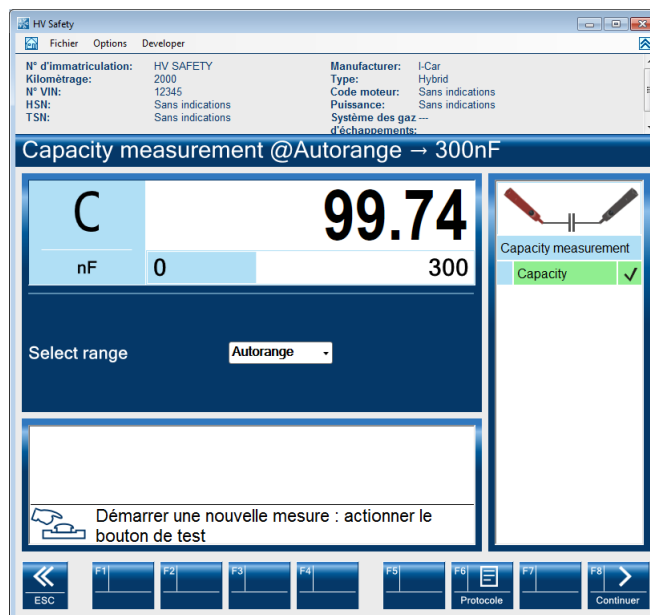 HV Safety
Fichier Options Developer
N° d'immatriculation: HV SAFETY Manufacturer: I-Car
Kilomètrage: 2000 Type: Hybrid
N° VIN: 12345 Code moteur: Sans indications
HSN: Sans indications Puissance: Sans indications
TSN: Sans indications Système des gaz ---
d'échappements:
Capacity measurement @Autorange → 300nF
C 99.74
nF 0 300
Capacity measurement
Capacity
Select range Autorange
Démarrer une nouvelle mesure : actionner le
bouton de test
ESC F1 F2 F3 F4 F5 F6 Protocole F7 F8 Continuer